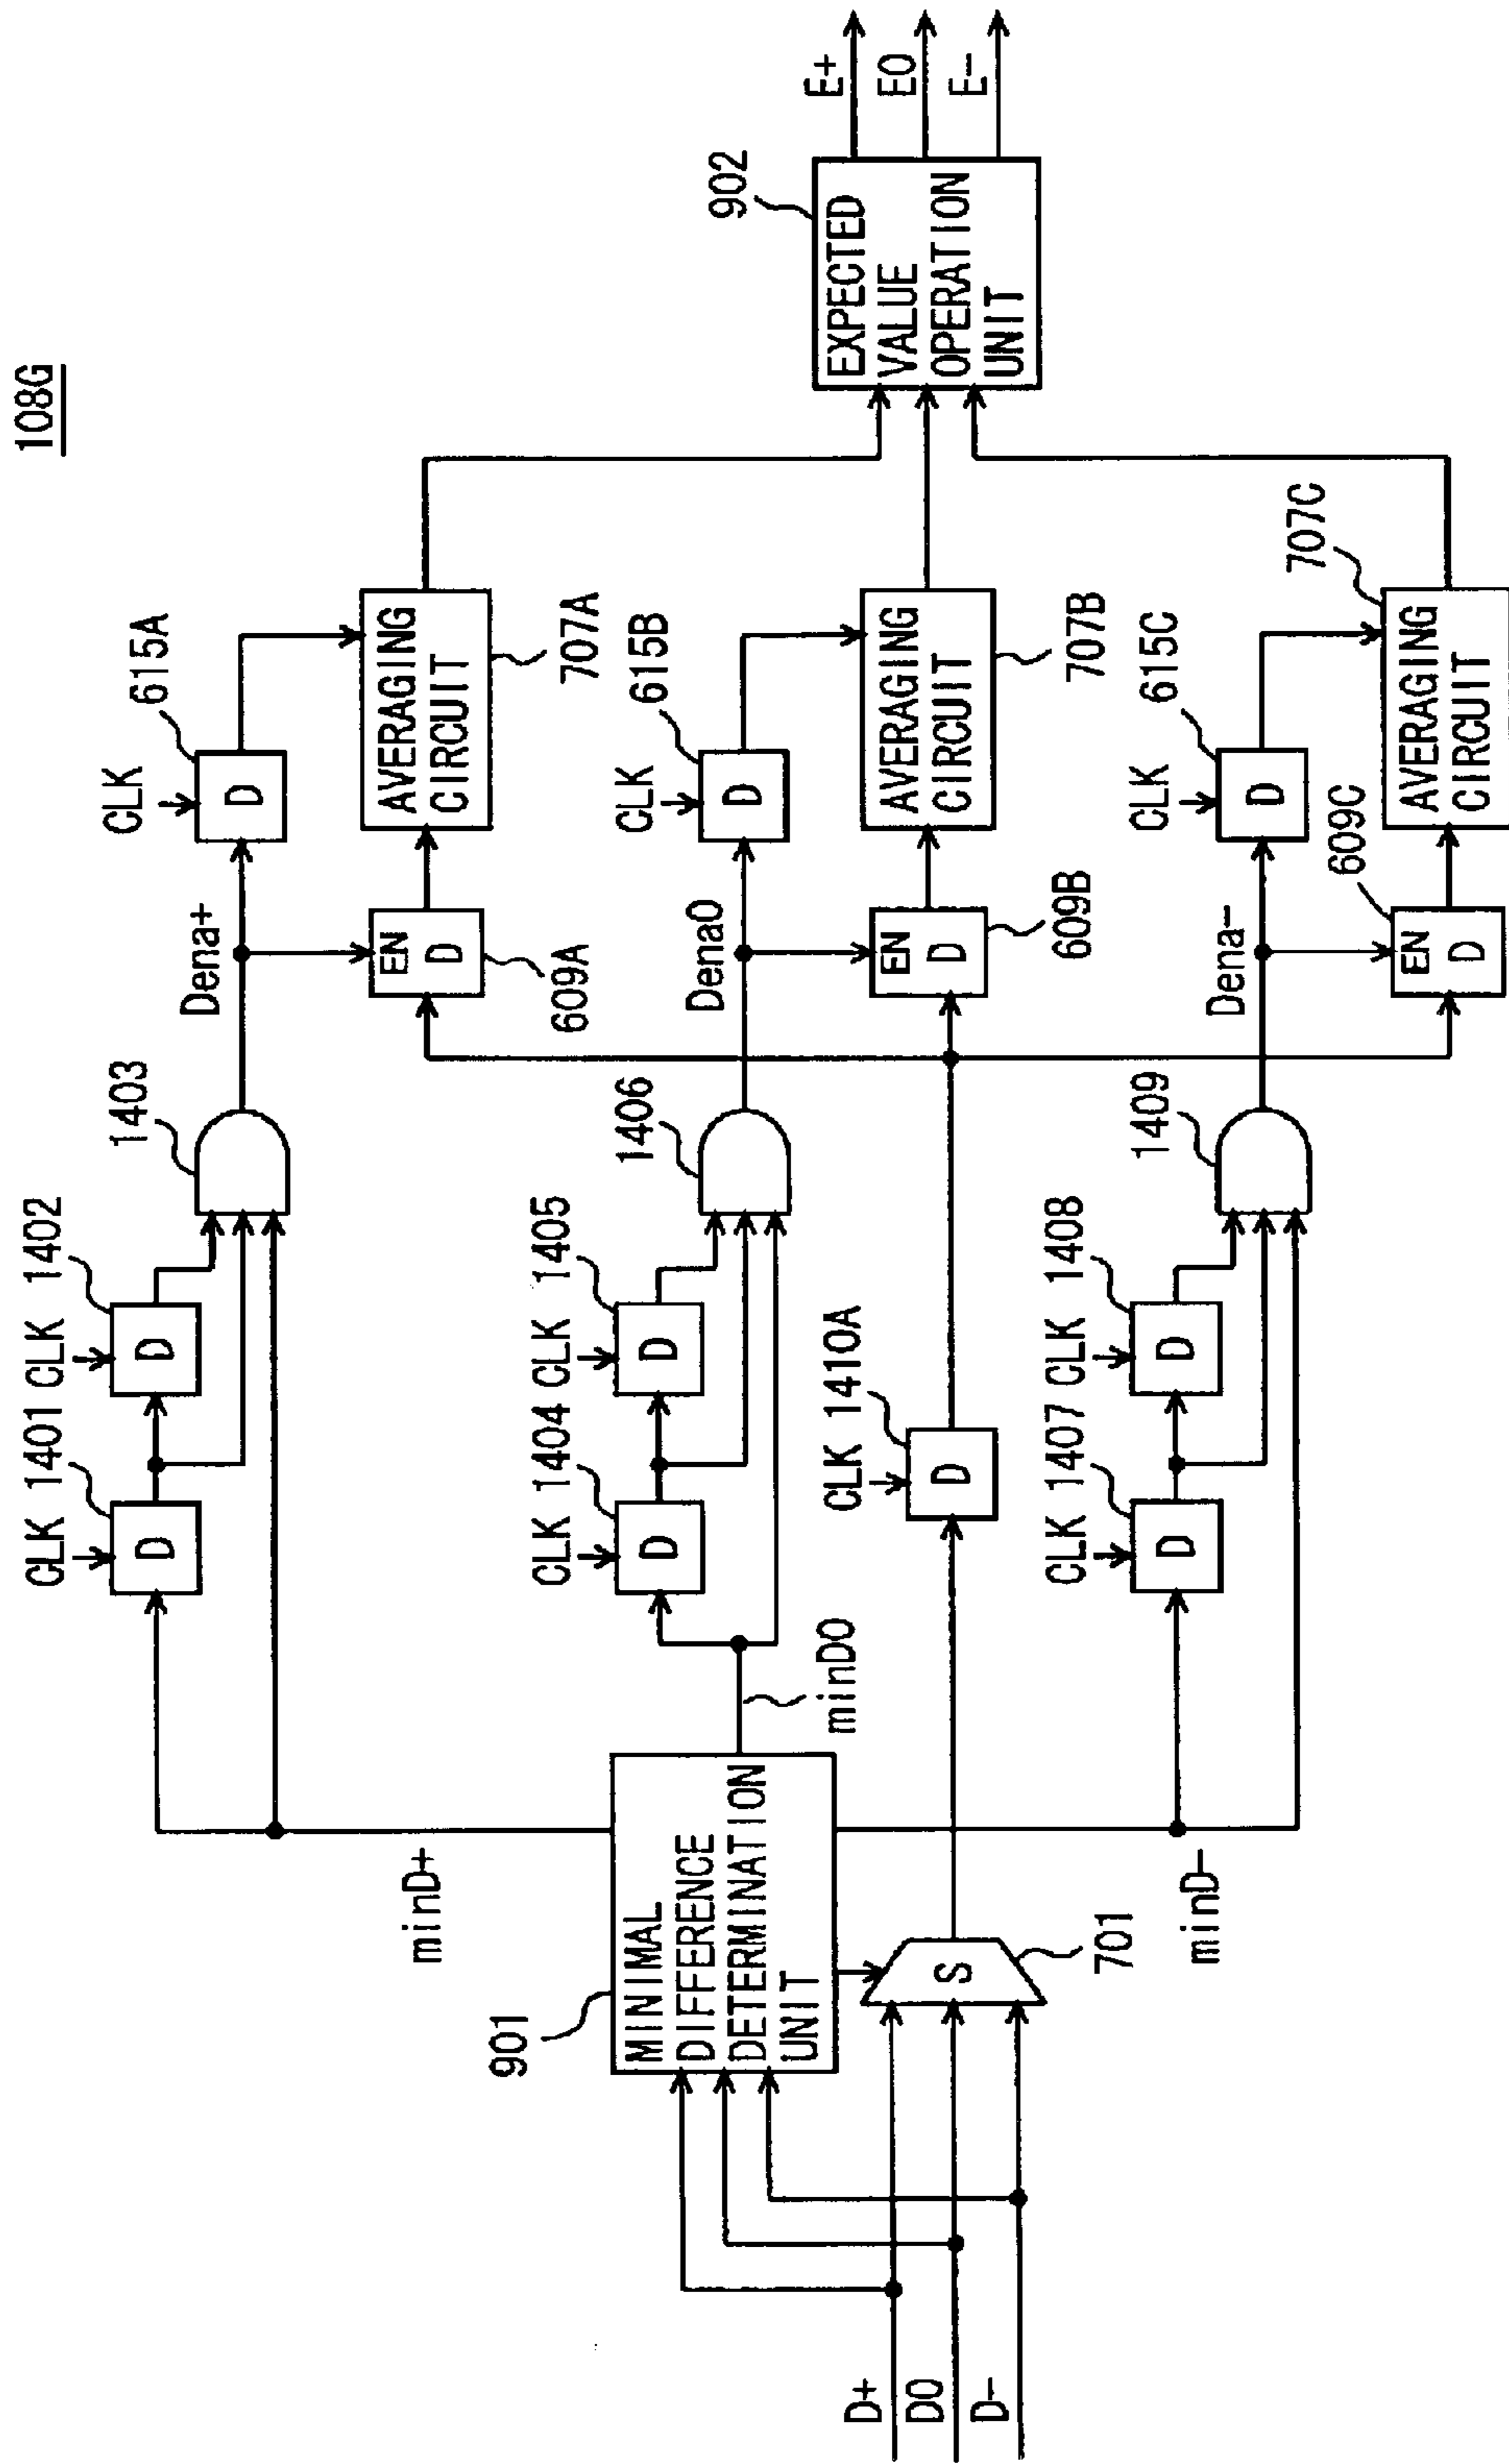 108G
CLK 1401 CLK 1402
D
D
1403
Dena+
CLK
615A
D
EN
D
609A
AVERAGING
CIRCUIT
707A
minD+
901
MINIMAL
DIFFERENCE
DETERMINATION
UNIT
minD0
CLK 1404 CLK 1405
D
D
1406
Dena0
CLK
615B
D
EN
D
609B
AVERAGING
CIRCUIT
707B
902
EXPECTED
VALUE
OPERATION
UNIT
E+
E0
E-
D+
D0
D-
S
701
CLK 1410A
D
minD-
CLK 1407 CLK 1408
D
D
1409
Dena-
CLK
615C
D
EN
D
609C
AVERAGING
CIRCUIT
707C